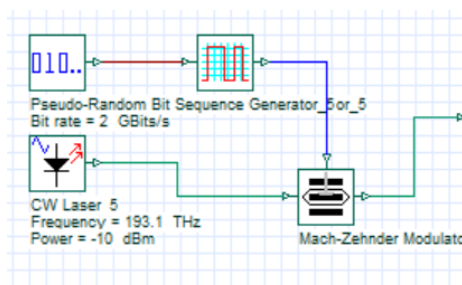 010..
Pseudo-Random Bit Sequence Generator_5or_5
Bit rate = 2 GBits/s
CW Laser 5
Frequency = 193.1 THz
Power = -10 dBm
Mach-Zehnder Modulato